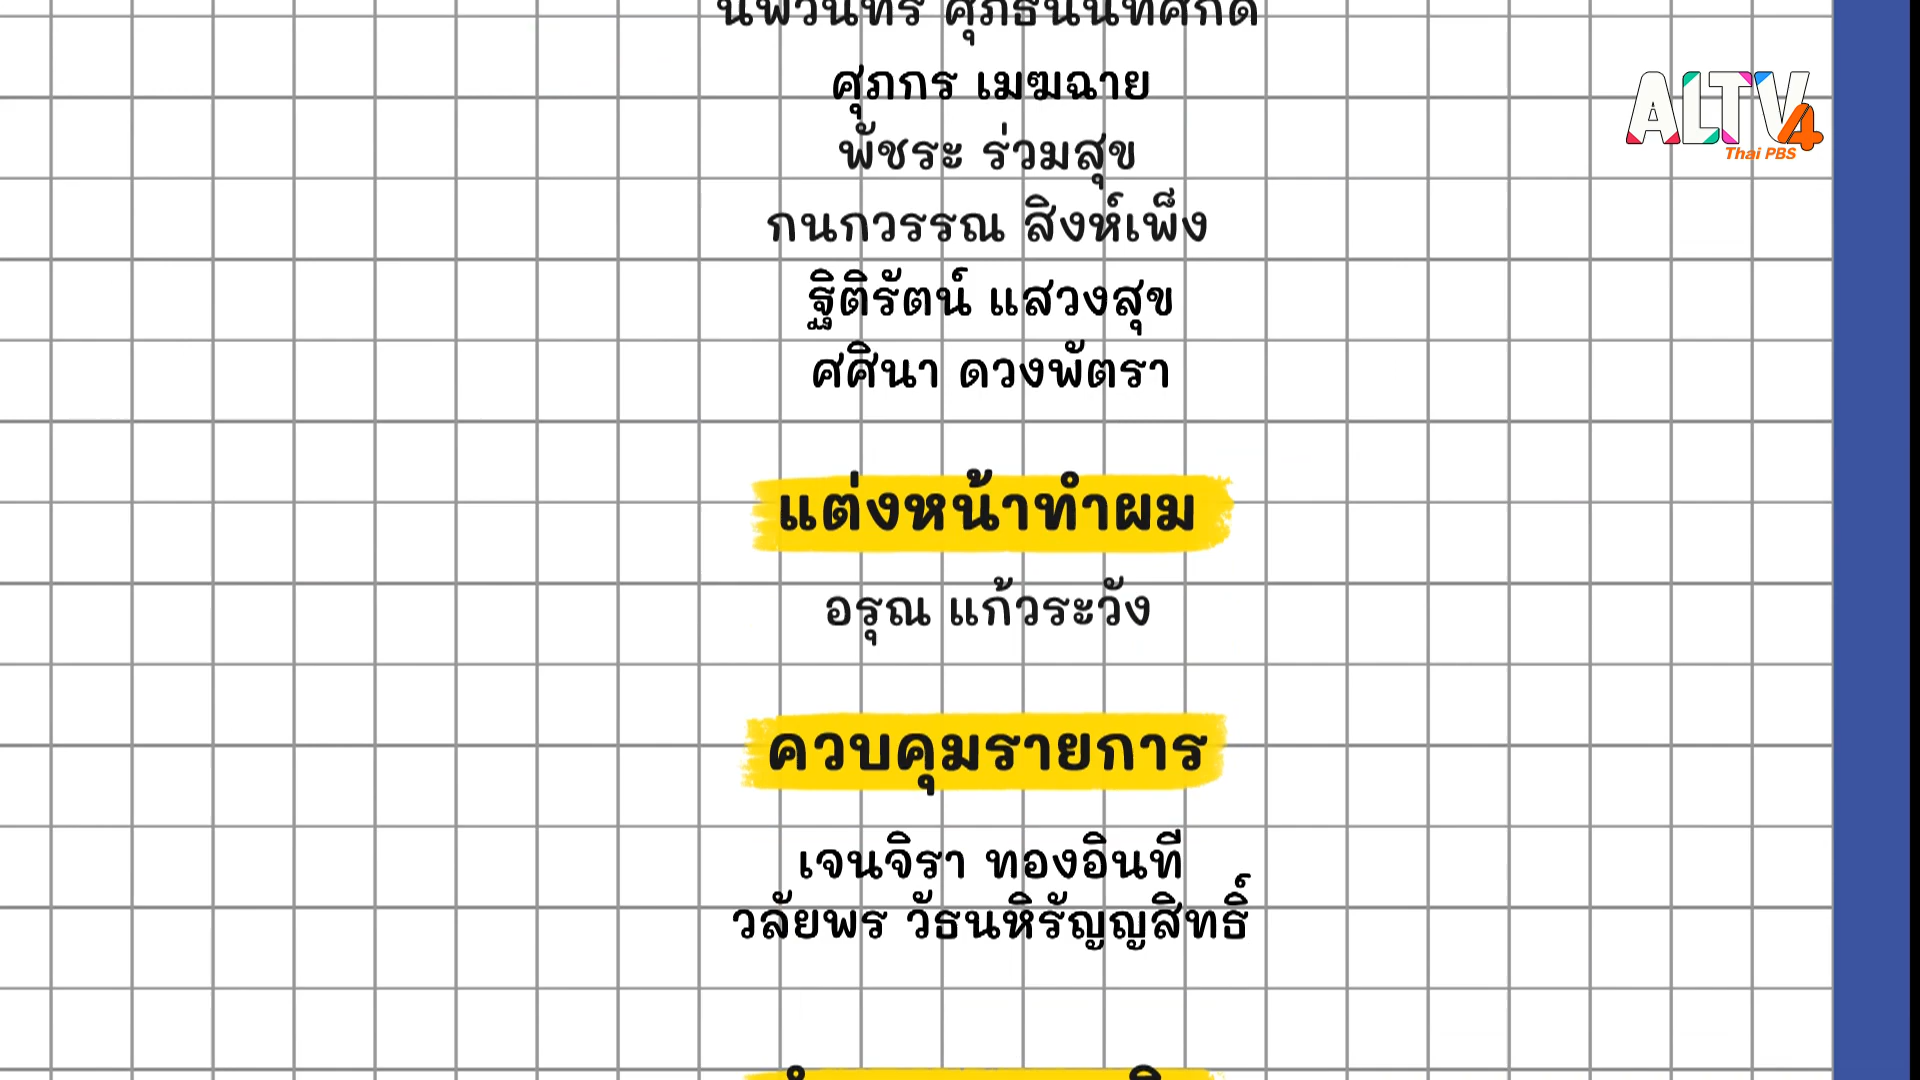 ศุภกร เมฆฉาย
พัชระ ร่วมสุข
กนกวรรณ สิงห์เพ็ง
ฐิติรัตน์ แสวงสุข
ศศินา ดวงพัตรา
แต่งหน้าทำผม
อรุณ แก้วระวัง
ควบคุมรายการ
เจนจิรา ทองอินที
วลัยพร วัธนหิรัญญสิทธิ์
ALTV4
Thai PBS